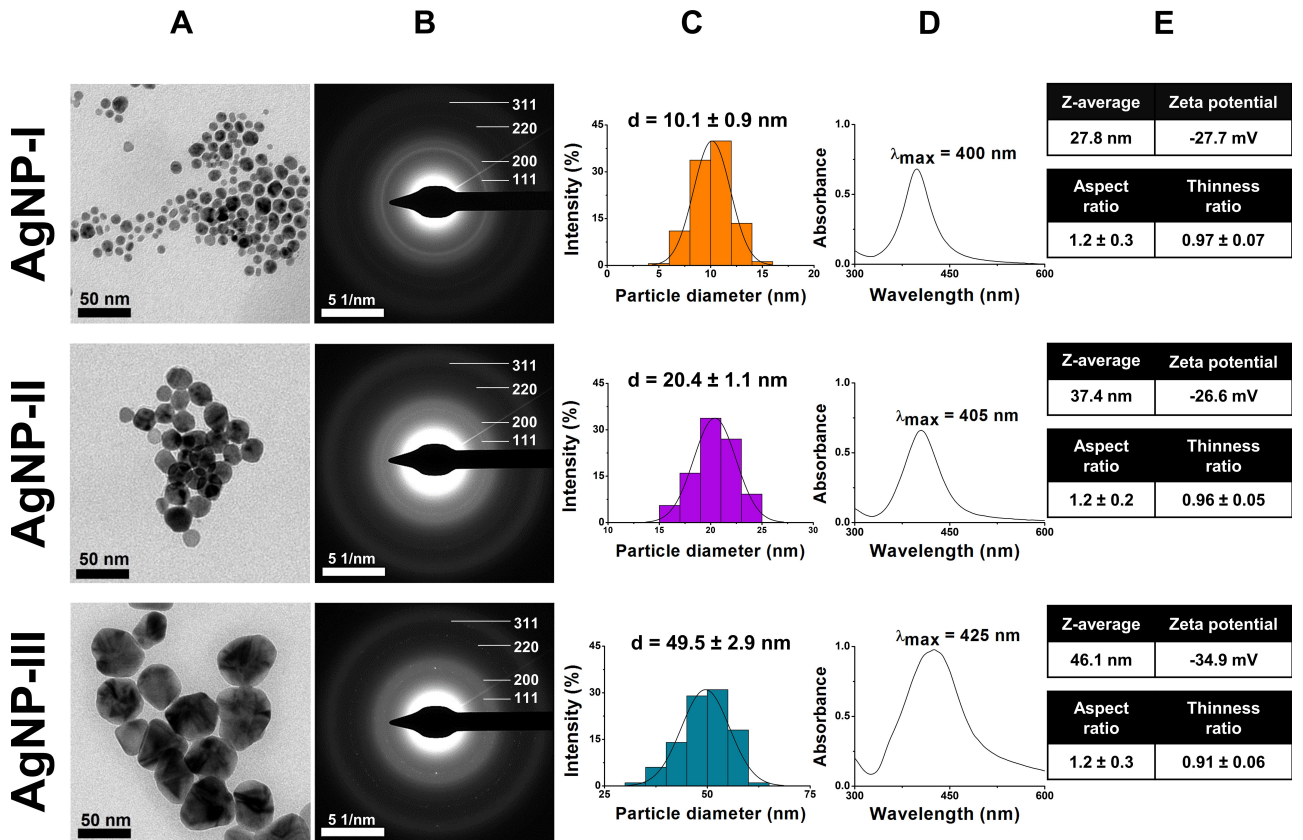 A
B
C
D
E
AgNP-I
50 nm
311
220
200
111
5 1/nm
d = 10.1 ± 0.9 nm
Intensity (%)
45
30
15
0
0
5
10
15
20
Particle diameter (nm)
λmax = 400 nm
Absorbance
1.0
0.5
0.0
300
450
600
Wavelength (nm)
Z-average Zeta potential
27.8 nm -27.7 mV
Aspect ratio Thinness ratio
1.2 ± 0.3 0.97 ± 0.07
AgNP-II
50 nm
311
220
200
111
5 1/nm
d = 20.4 ± 1.1 nm
Intensity (%)
45
30
15
0
10
15
20
25
30
Particle diameter (nm)
λmax = 405 nm
Absorbance
1.0
0.5
0.0
300
450
600
Wavelength (nm)
Z-average Zeta potential
37.4 nm -26.6 mV
Aspect ratio Thinness ratio
1.2 ± 0.2 0.96 ± 0.05
AgNP-III
50 nm
311
220
200
111
5 1/nm
d = 49.5 ± 2.9 nm
Intensity (%)
45
30
15
0
25
50
75
Particle diameter (nm)
λmax = 425 nm
Absorbance
1.0
0.5
0.0
300
450
600
Wavelength (nm)
Z-average Zeta potential
46.1 nm -34.9 mV
Aspect ratio Thinness ratio
1.2 ± 0.3 0.91 ± 0.06